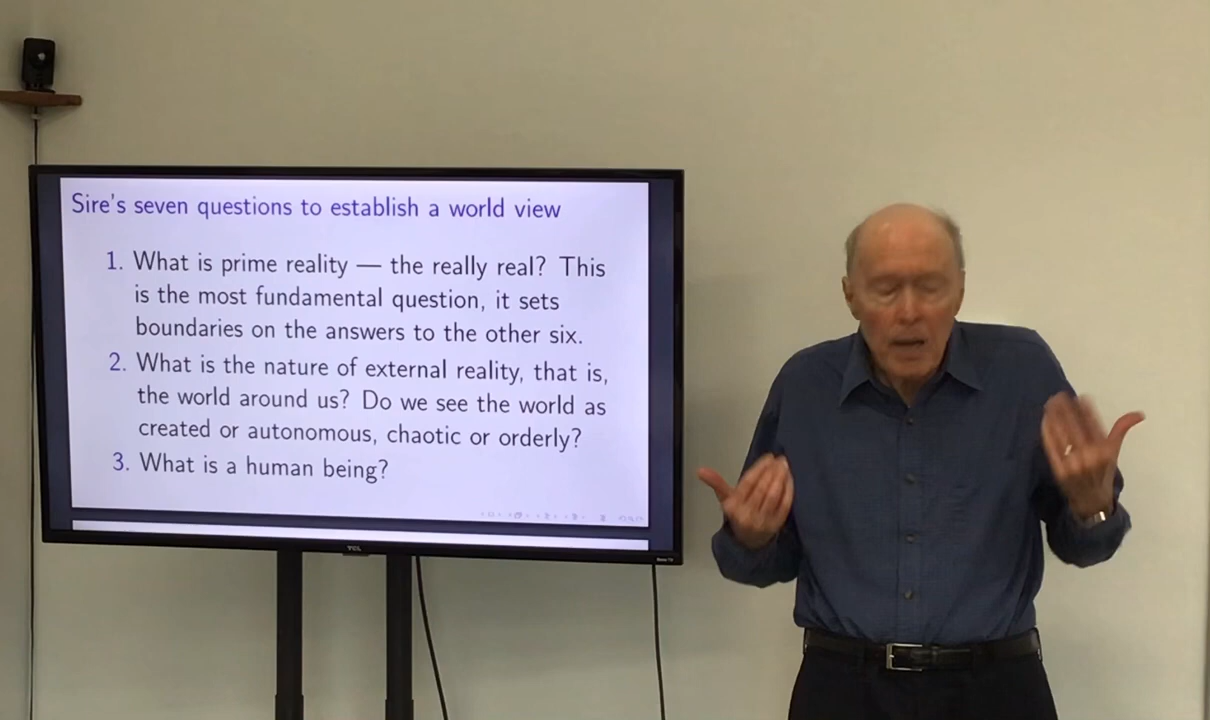 Sire's seven questions to establish a world view
1. What is prime reality — the really real? This
is the most fundamental question, it sets
boundaries on the answers to the other six.
2. What is the nature of external reality, that is,
the world around us? Do we see the world as
created or autonomous, chaotic or orderly?
3. What is a human being?
TCL
Roku TV